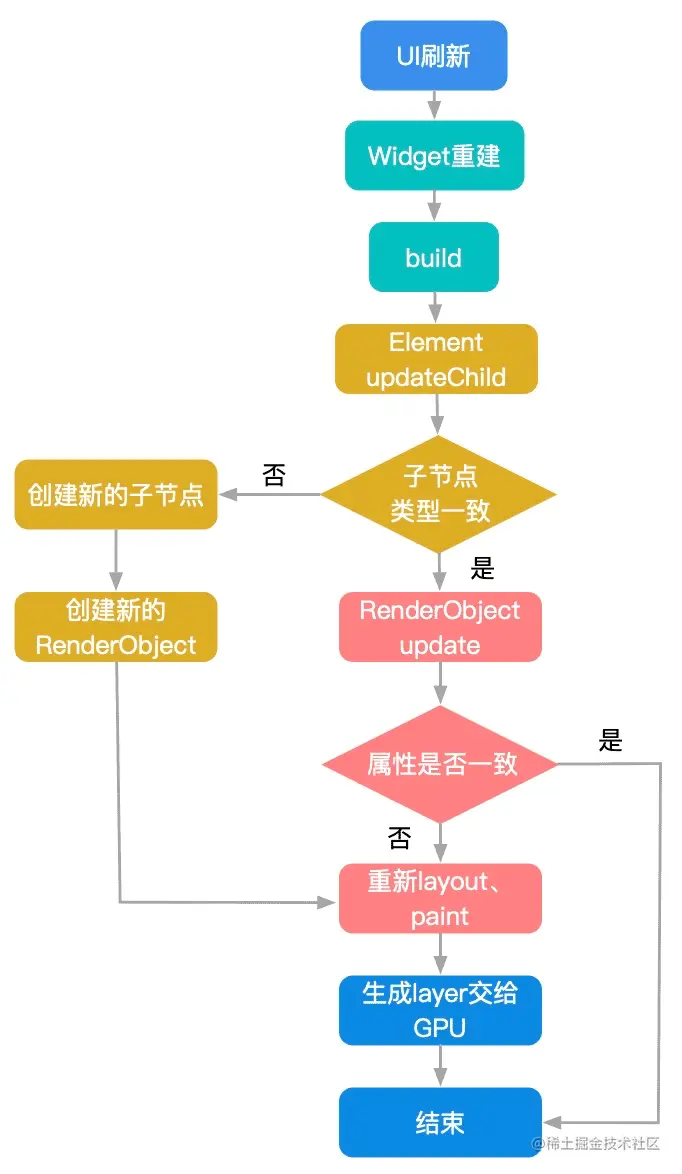 UI刷新
Widget重建
build
Element
updateChild
子节点
类型一致
否
创建新的子节点
是
创建新的
RenderObject
RenderObject
update
属性是否一致
是
否
重新layout、
paint
生成layer交给
GPU
结束
@稀土掘金技术社区